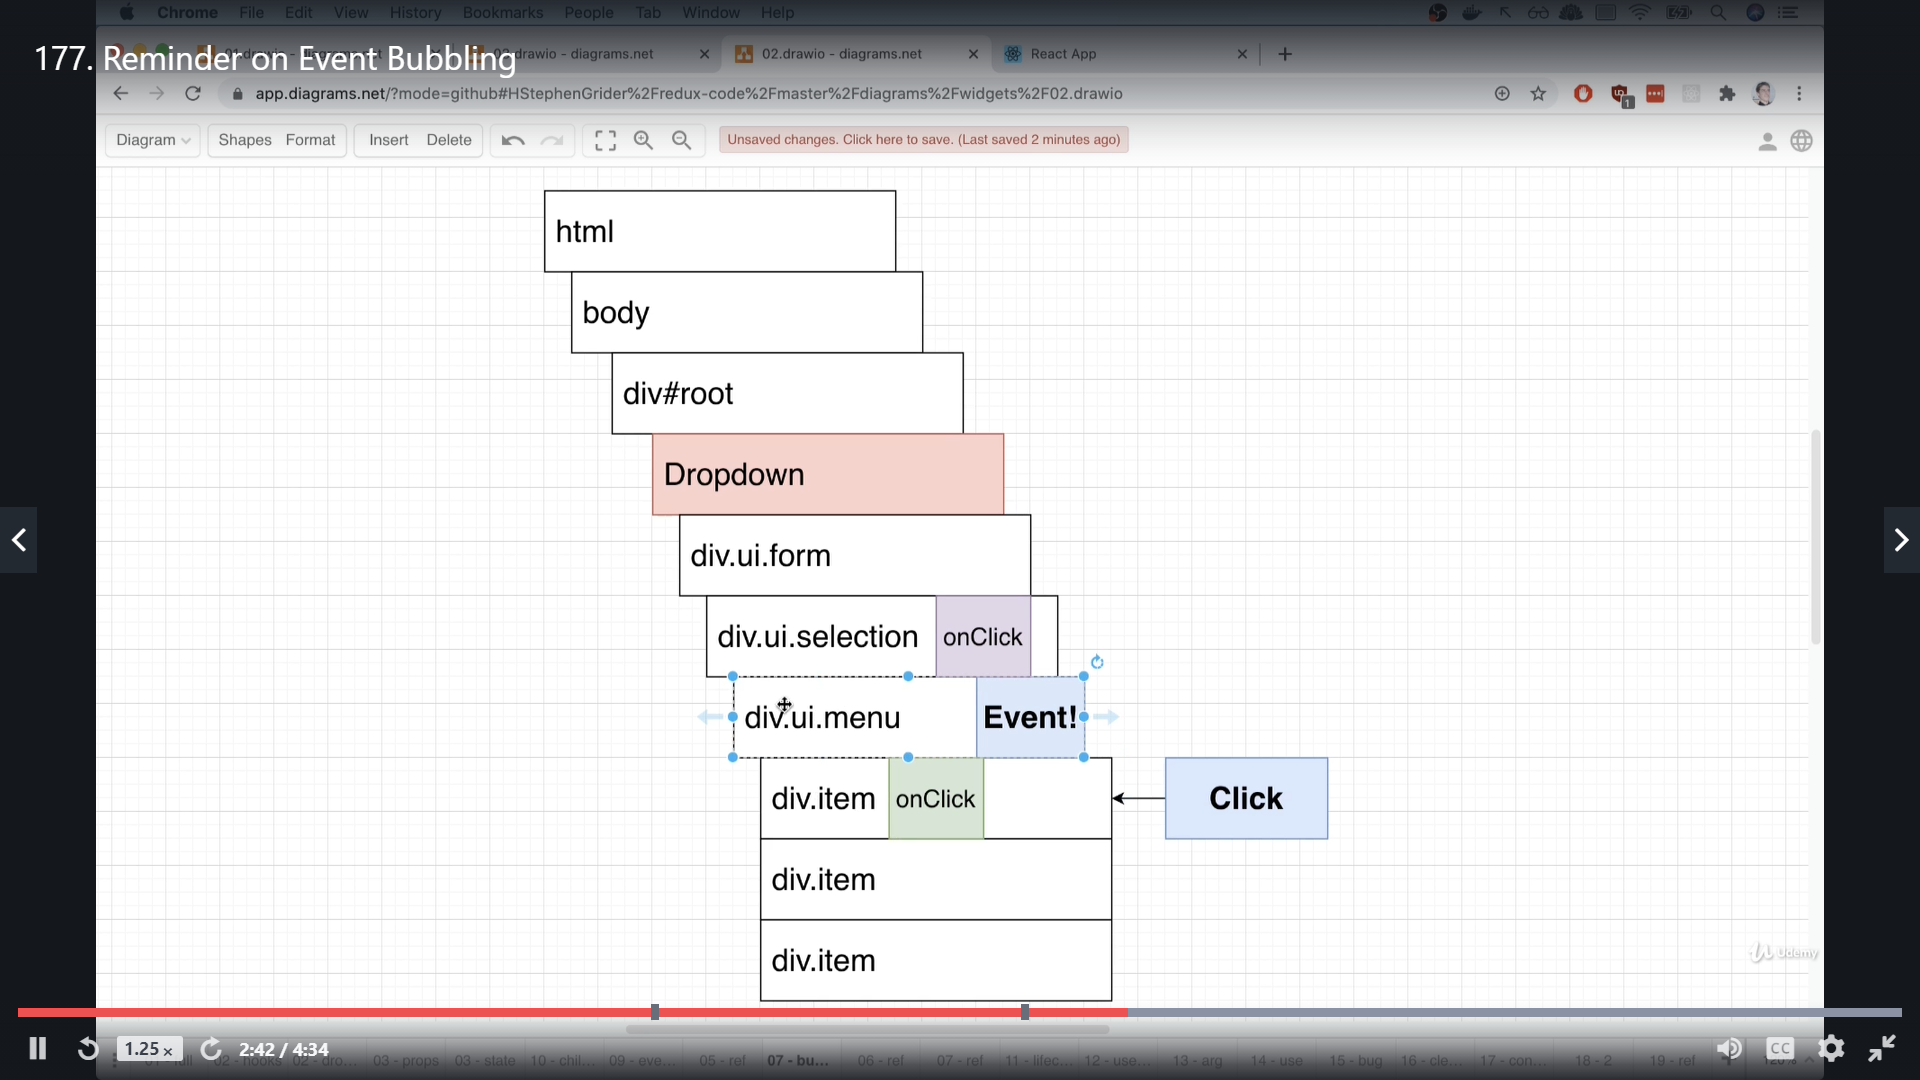 Chrome File Edit View History Bookmarks People Tab Window Help
177. Reminder on Event Bubbling
drawio - diagrams.net
02.drawio - diagrams.net
React App
app.diagrams.net/?mode=github#HStephenGrider%2Fredux-code%2Fmaster%2Fdiagrams%2Fwidgets%2F02.drawio
1
Diagram Shapes Format Insert Delete
Unsaved changes. Click here to save. (Last saved 2 minutes ago)
html
body
div#root
Dropdown
div.ui.form
div.ui.selection onClick
div.ui.menu Event!
div.item onClick Click
div.item
div.item
Udemy
1.25 x 2:42 / 4:34 CC
02 - hooks 02 - dro... 03 - props 03 - state 10 - chil... 09 - eve... 05 - ref 07 - bu... 06 - ref 07 - ref 11 - lifec... 12 - use... 13 - arg 14 - use 15 - bug 16 - cle... 17 - con... 18 - 2 19 - ref